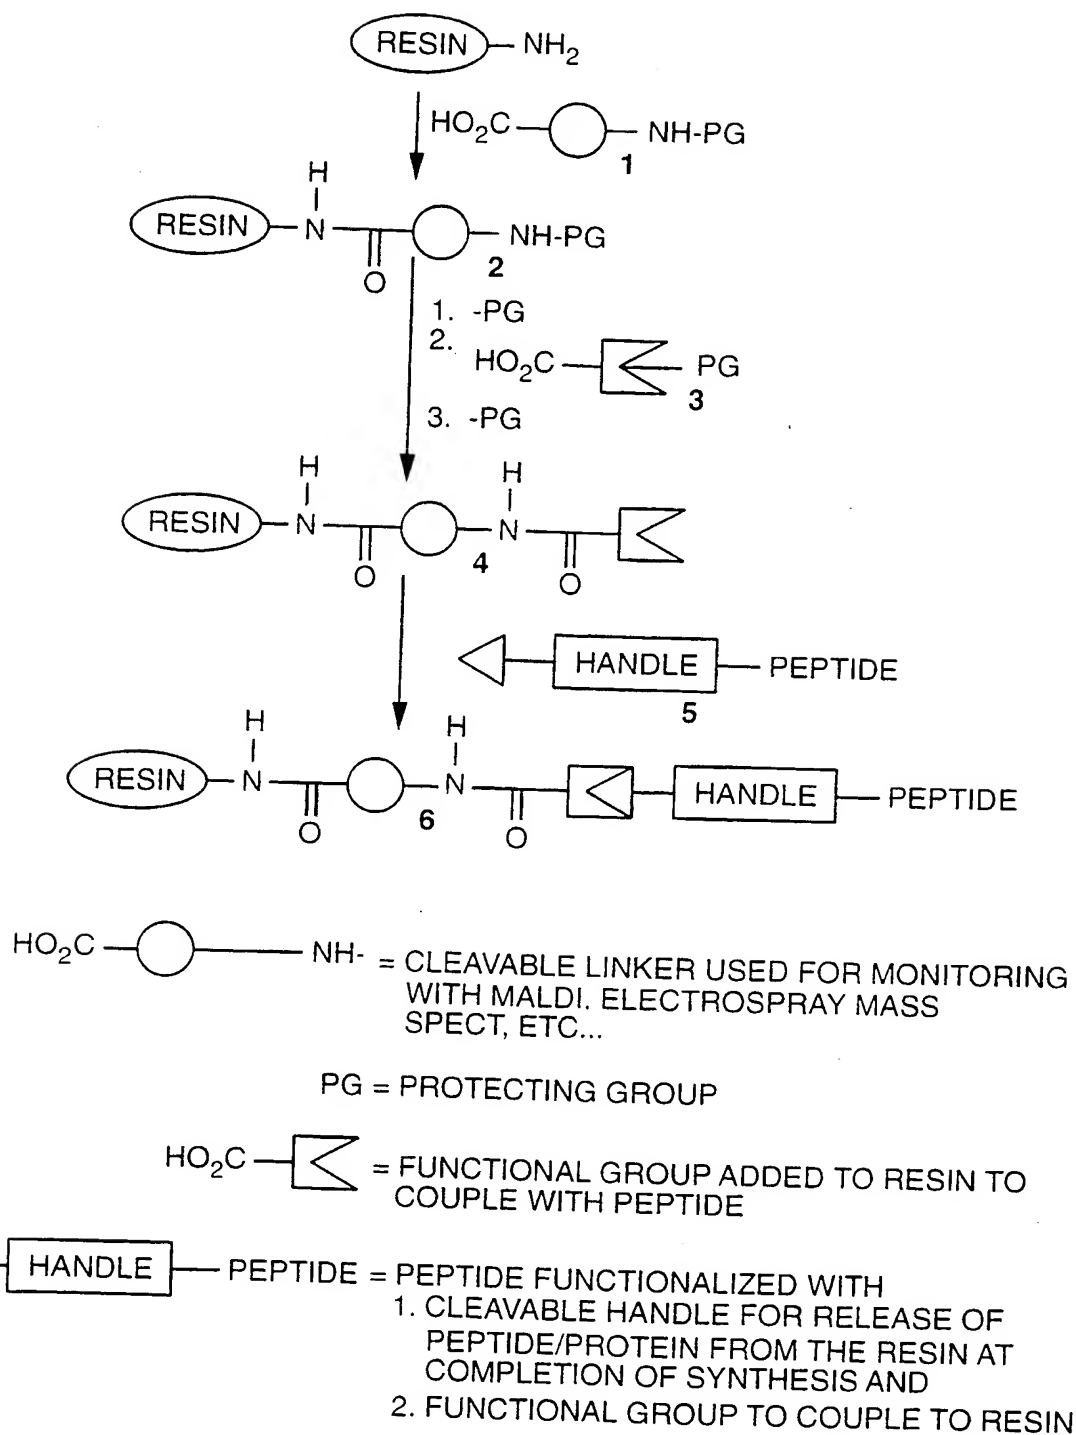 RESIN NH2
HO2C NH-PG
1
H
RESIN N NH-PG
O
2
1. -PG
2.
HO2C PG
3
3. -PG
H H
RESIN N N
O O
4
HANDLE PEPTIDE
5
H H
RESIN N N HANDLE PEPTIDE
O O
6
HO2C NH- = CLEAVABLE LINKER USED FOR MONITORING
WITH MALDI. ELECTROSPRAY MASS
SPECT, ETC...
PG = PROTECTING GROUP
HO2C = FUNCTIONAL GROUP ADDED TO RESIN TO
COUPLE WITH PEPTIDE
HANDLE PEPTIDE = PEPTIDE FUNCTIONALIZED WITH
1. CLEAVABLE HANDLE FOR RELEASE OF
PEPTIDE/PROTEIN FROM THE RESIN AT
COMPLETION OF SYNTHESIS AND
2. FUNCTIONAL GROUP TO COUPLE TO RESIN